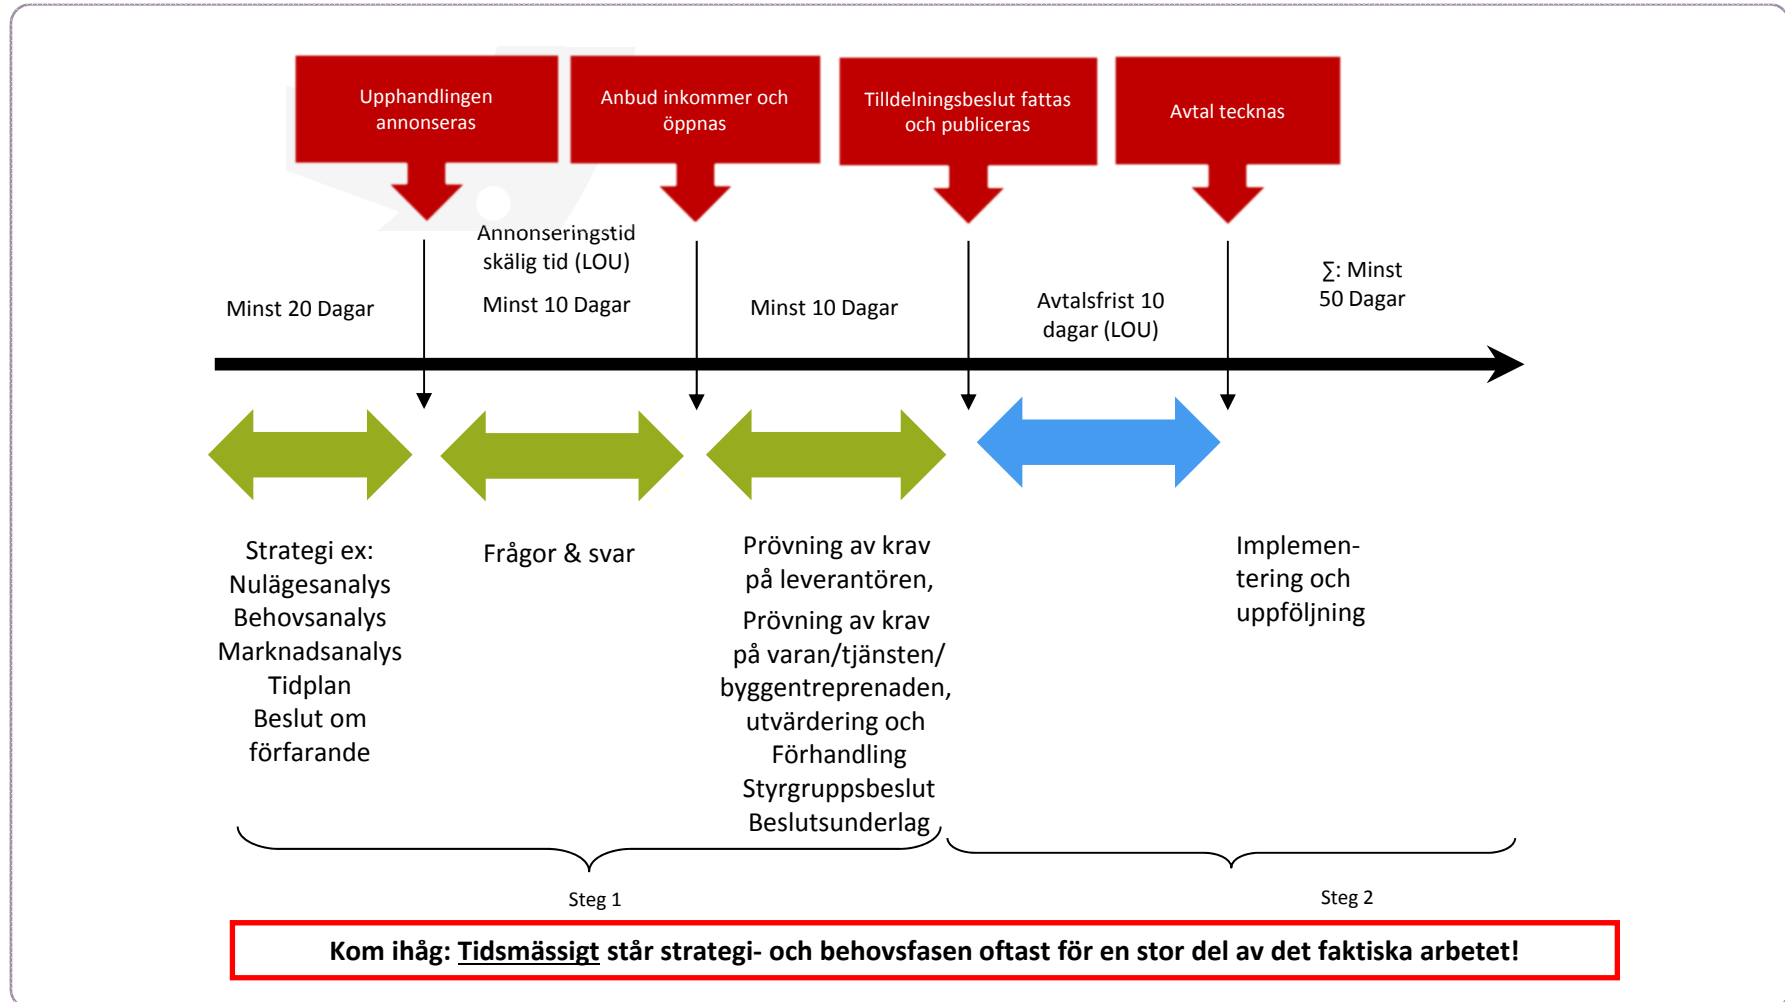 Upphandlingen
annonseras
Anbud inkommer och
öppnas
Tilldelningsbeslut fattas
och publiceras
Avtal tecknas
Minst 20 Dagar
Annonseringstid
skälig tid (LOU)
Minst 10 Dagar
Minst 10 Dagar
Avtalsfrist 10
dagar (LOU)
∑: Minst
50 Dagar
Strategi ex:
Nulägesanalys
Behovsanalys
Marknadsanalys
Tidplan
Beslut om
förfarande
Frågor & svar
Prövning av krav
på leverantören,
Prövning av krav
på varan/tjänsten/
byggentreprenaden,
utvärdering och
Förhandling
Styrgruppsbeslut
Beslutsunderlag
Implemen-
tering och
uppföljning
Steg 1
Steg 2
Kom ihåg: Tidsmässigt står strategi- och behovsfasen oftast för en stor del av det faktiska arbetet!